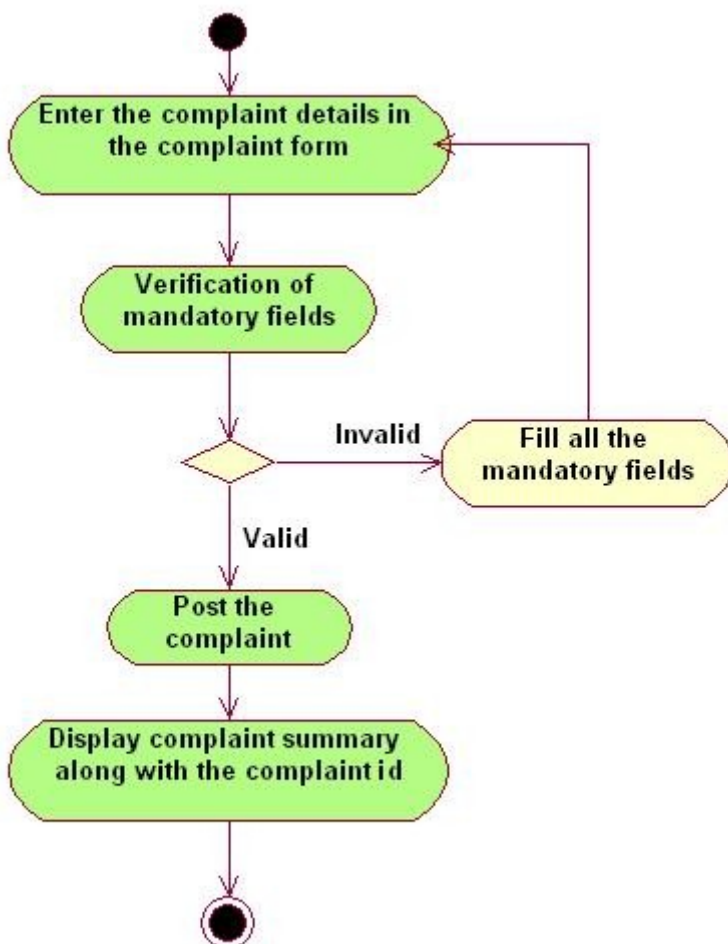 Enter the complaint details in
the complaint form
Verification of
mandatory fields
Invalid
Fill all the
mandatory fields
Valid
Post the
complaint
Display complaint summary
along with the complaint id